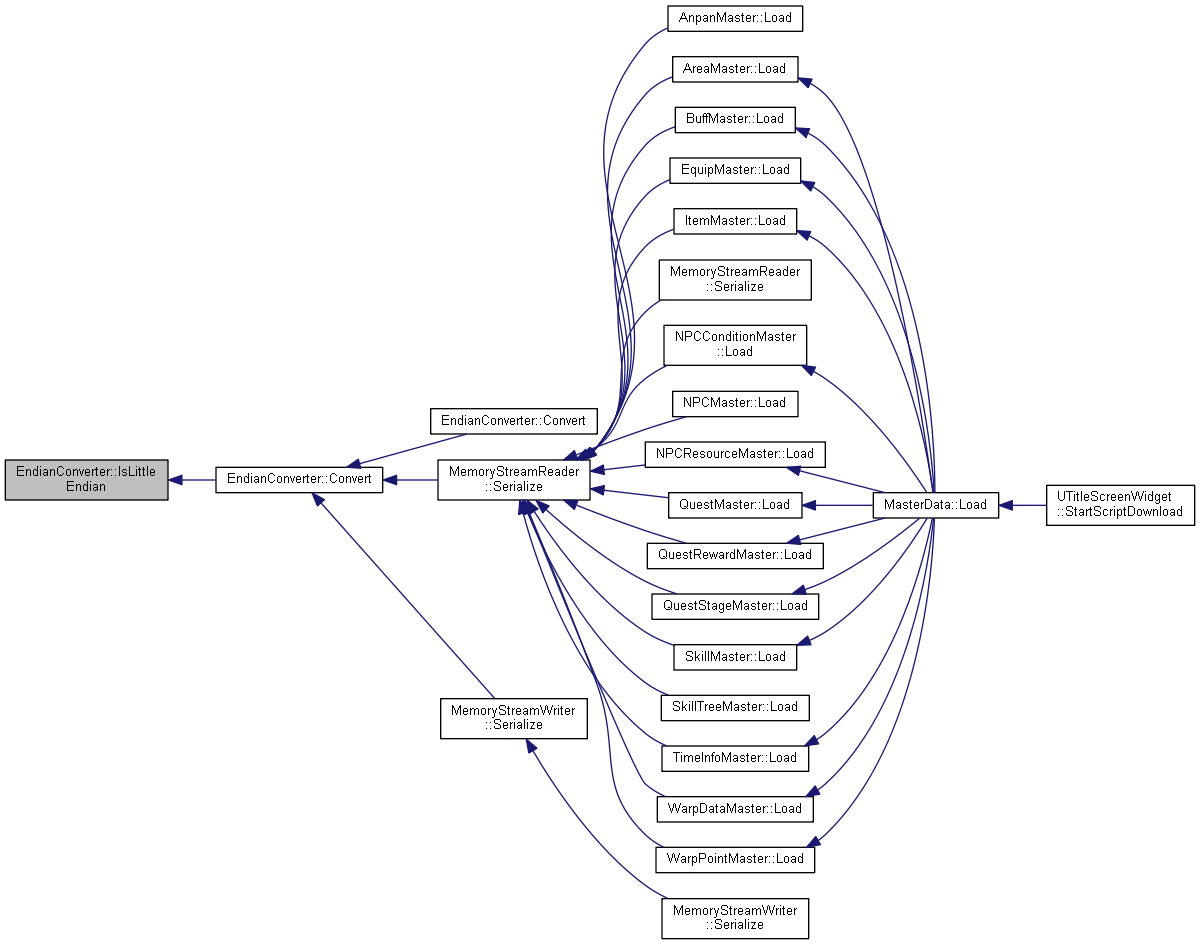 AnpanMaster::Load
AreaMaster::Load
BuffMaster::Load
EquipMaster::Load
ItemMaster::Load
MemoryStreamReader
::Serialize
NPCConditionMaster
::Load
NPCMaster::Load
EndianConverter::Convert
NPCResourceMaster::Load
EndianConverter::IsLittle
Endian
EndianConverter::Convert
MemoryStreamReader
::Serialize
QuestMaster::Load
MasterData::Load
UTitleScreenWidget
::StartScriptDownload
QuestRewardMaster::Load
QuestStageMaster::Load
SkillMaster::Load
SkillTreeMaster::Load
MemoryStreamWriter
::Serialize
TimeInfoMaster::Load
WarpDataMaster::Load
WarpPointMaster::Load
MemoryStreamWriter
::Serialize